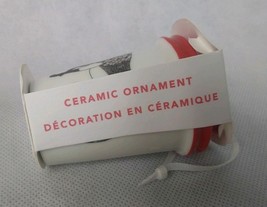 CERAMIC ORNAMENT
DÉCORATION EN CÉRAMIQUE